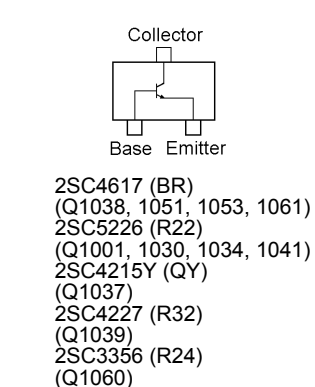 Collector
Base Emitter
2SC4617 (BR)
(Q1038, 1051, 1053, 1061)
2SC5226 (R22)
(Q1001, 1030, 1034, 1041)
2SC4215Y (QY)
(Q1037)
2SC4227 (R32)
(Q1039)
2SC3356 (R24)
(Q1060)